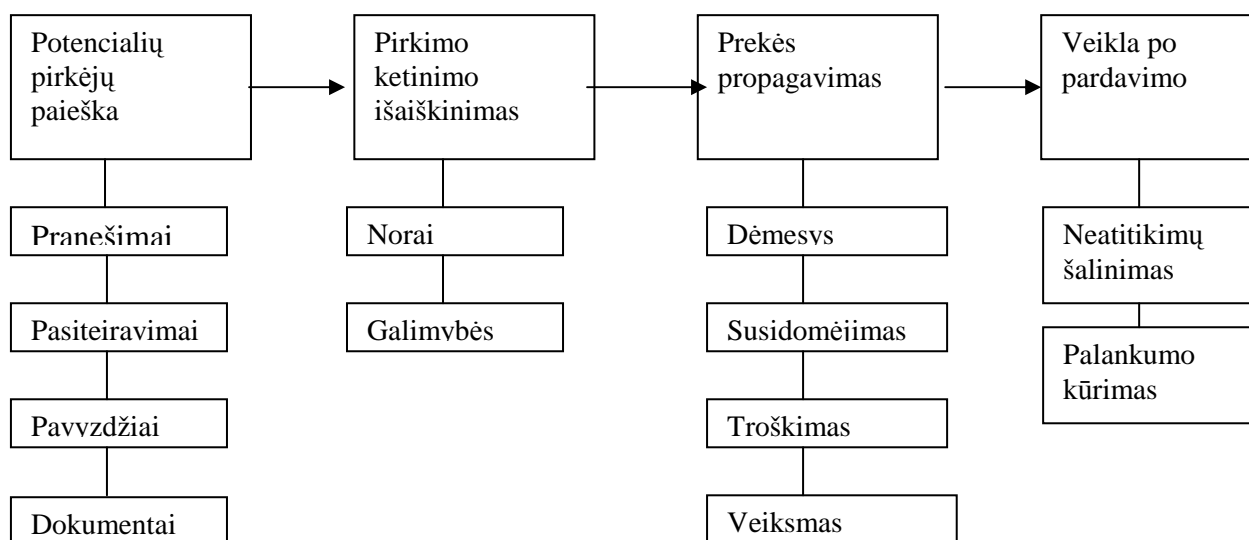 Potencialių
pirkėjų
paieška
Pirkimo
ketinimo
išaiškinimas
Prekės
propagavimas
Veikla po
pardavimo
Pranešimai
Pasiteiravimai
Pavyzdžiai
Dokumentai
Norai
Galimybės
Dėmesys
Susidomėjimas
Troškimas
Veiksmas
Neatitikimų
šalinimas
Palankumo
kūrimas